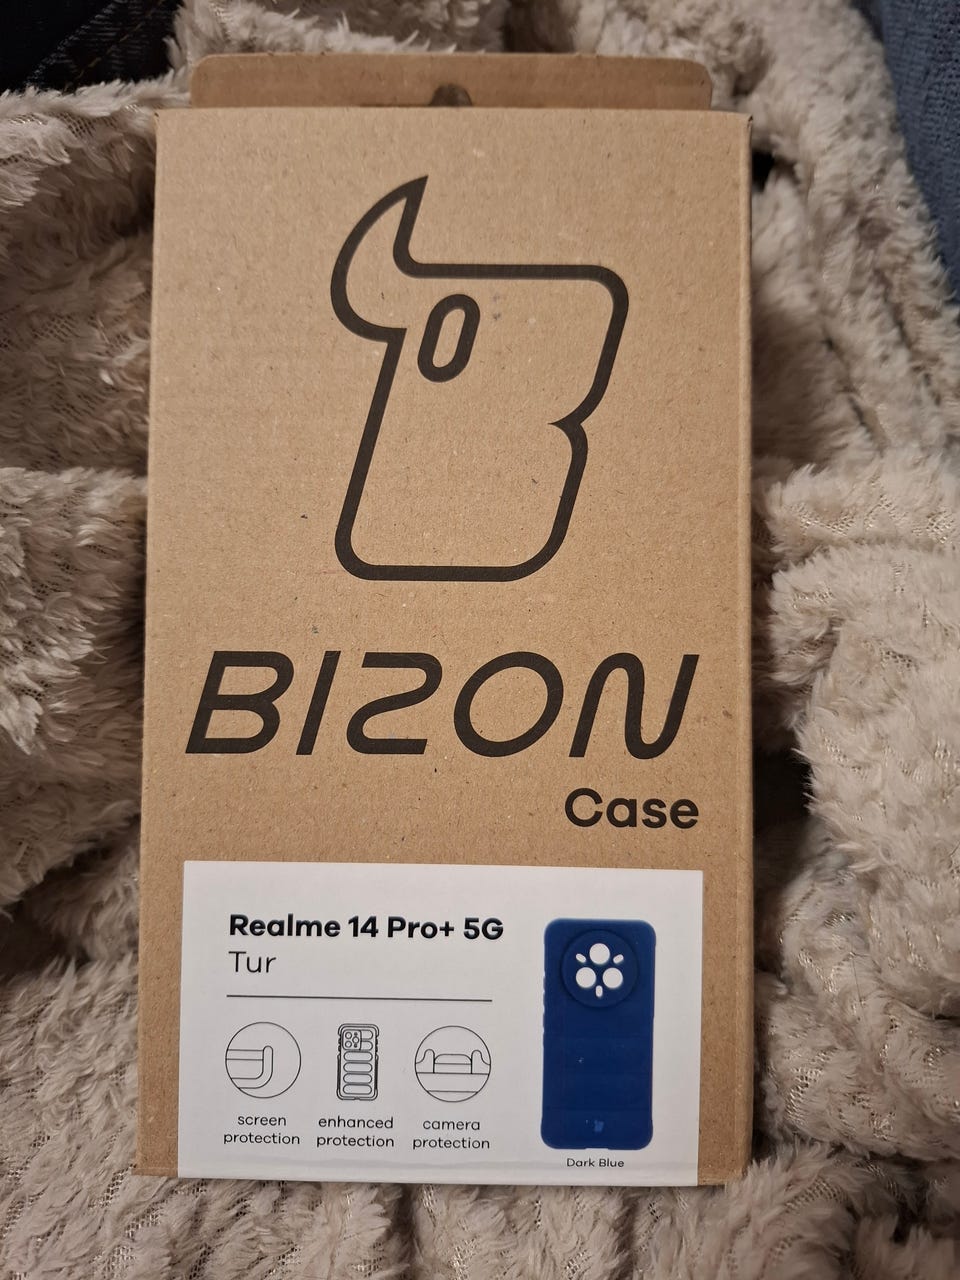 BIZON
Case
Realme 14 Pro+ 5G
Tur
screen
protection
enhanced
protection
camera
protection
Dark Blue